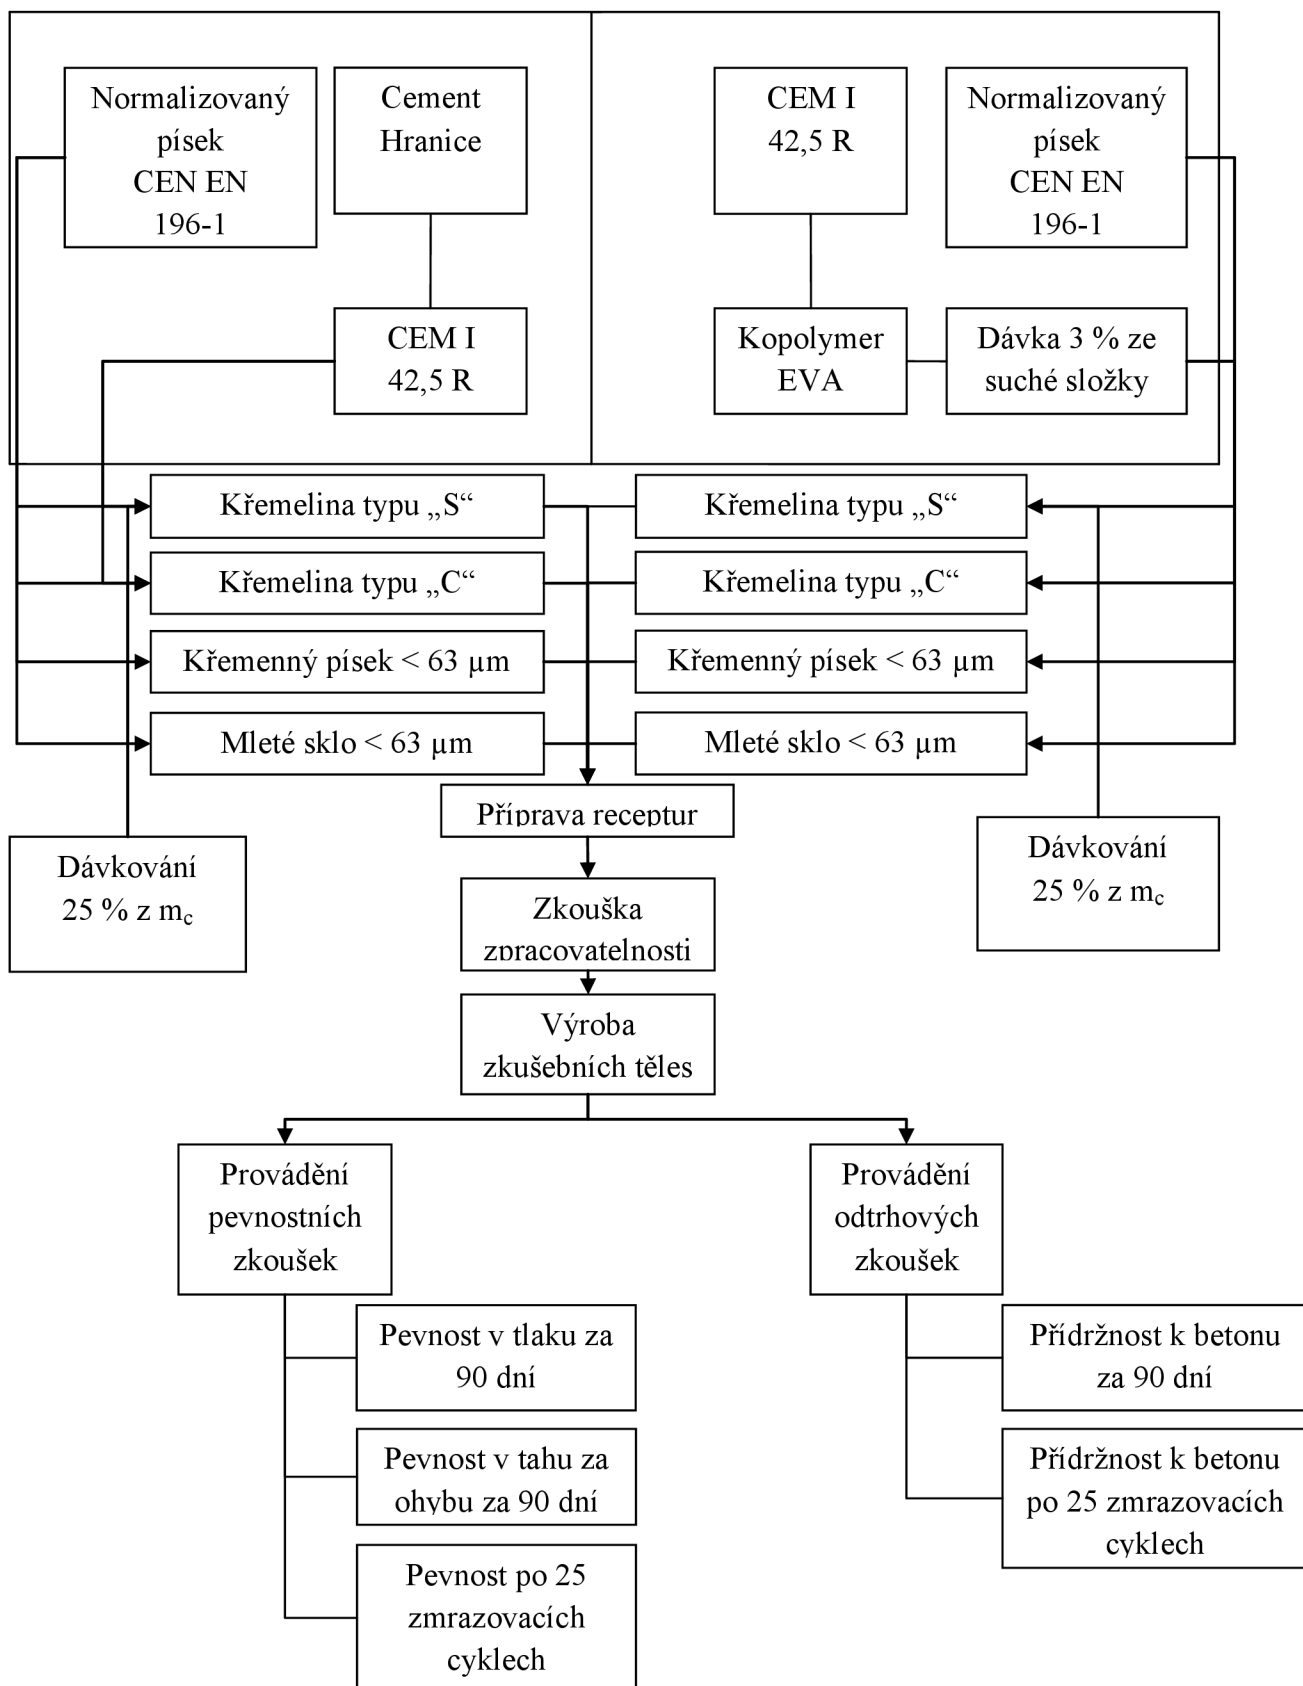 Normalizovaný
písek
CEN EN
196-1
Cement
Hranice
CEM I
42,5 R
Normalizovaný
písek
CEN EN
196-1
CEM I
42,5 R
Kopolymer
EVA
Dávka 3 % ze
suché složky
Křemelina typu „S“
Křemelina typu „S“
Křemelina typu „C“
Křemelina typu „C“
Křemenný písek < 63 µm
Křemenný písek < 63 µm
Mleté sklo < 63 µm
Mleté sklo < 63 µm
Příprava receptur
Dávkování
25 % z mc
Dávkování
25 % z mc
Zkouška
zpracovatelnosti
Výroba
zkušebních těles
Provádění
pevnostních
zkoušek
Provádění
odtrhových
zkoušek
Pevnost v tlaku za
90 dní
Přídržnost k betonu
za 90 dní
Pevnost v tahu za
ohybu za 90 dní
Přídržnost k betonu
po 25 zmrazovacích
cyklech
Pevnost po 25
zmrazovacích
cyklech